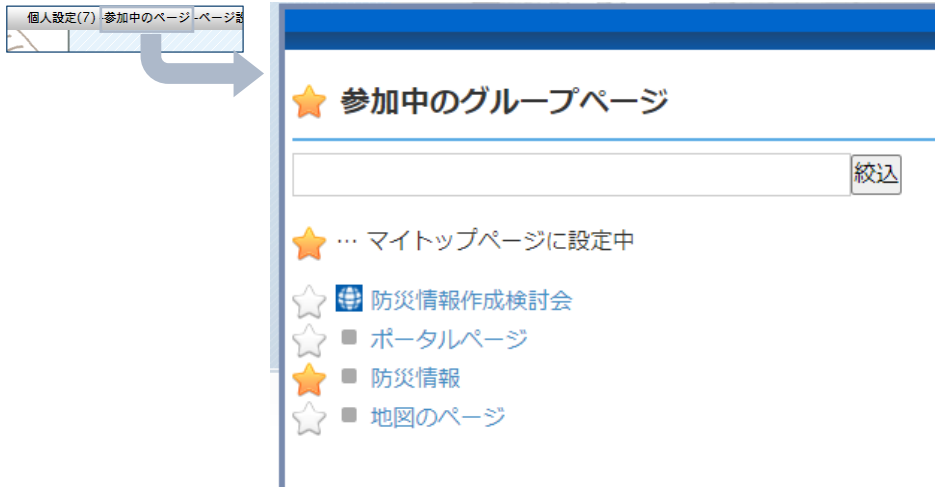 個人設定(7) 参加中のページ ページ設
参加中のグループページ
絞込
… マイトップページに設定中
防災情報作成検討会
ポータルページ
防災情報
地図のページ